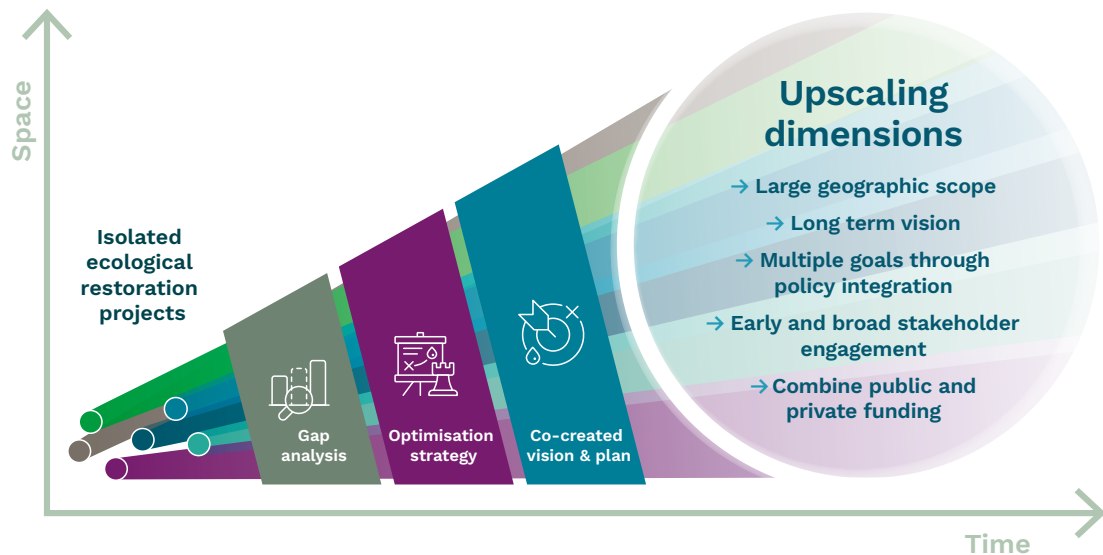 Space
Isolated
ecological
restoration
projects
Gap
analysis
Optimisation
strategy
Co-created
vision & plan
Upscaling
dimensions
→ Large geographic scope
→ Long term vision
→ Multiple goals through
policy integration
→ Early and broad stakeholder
engagement
→ Combine public and
private funding
Time